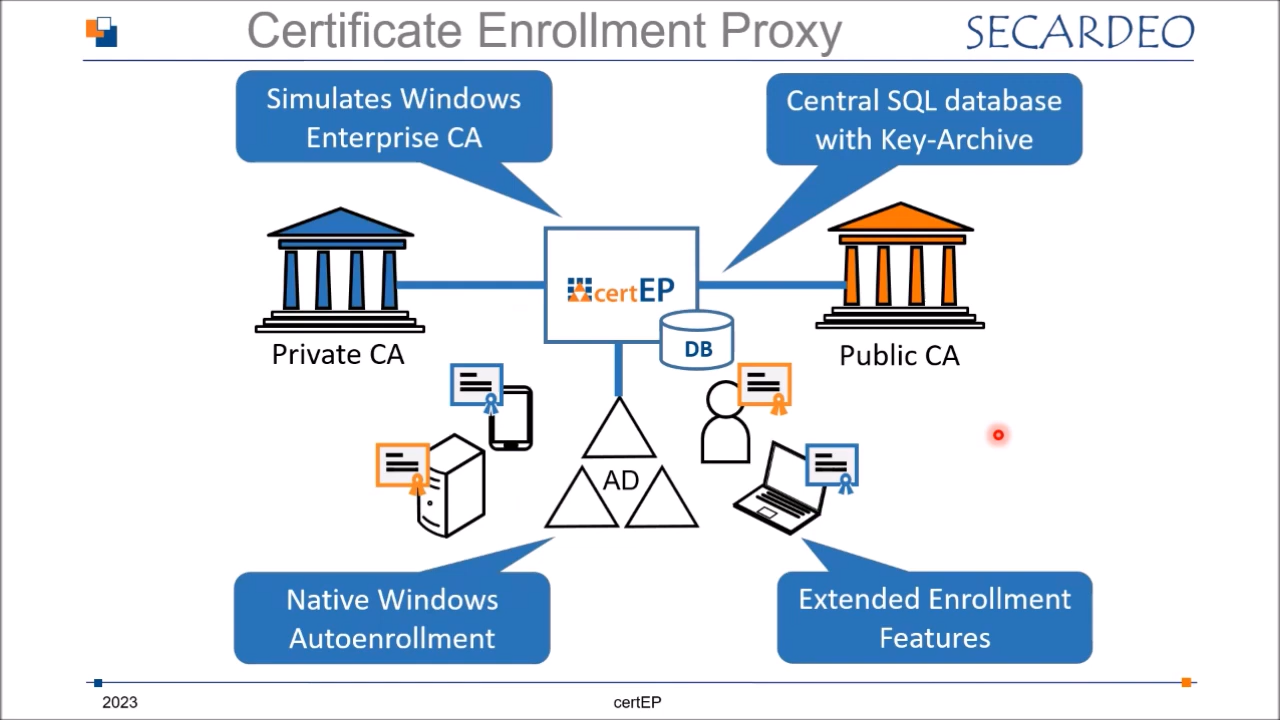 Certificate Enrollment Proxy
SECARDEO
Simulates Windows
Enterprise CA
Central SQL database
with Key-Archive
certEP
DB
Private CA
Public CA
AD
Native Windows
Autoenrollment
Extended Enrollment
Features
2023
certEP